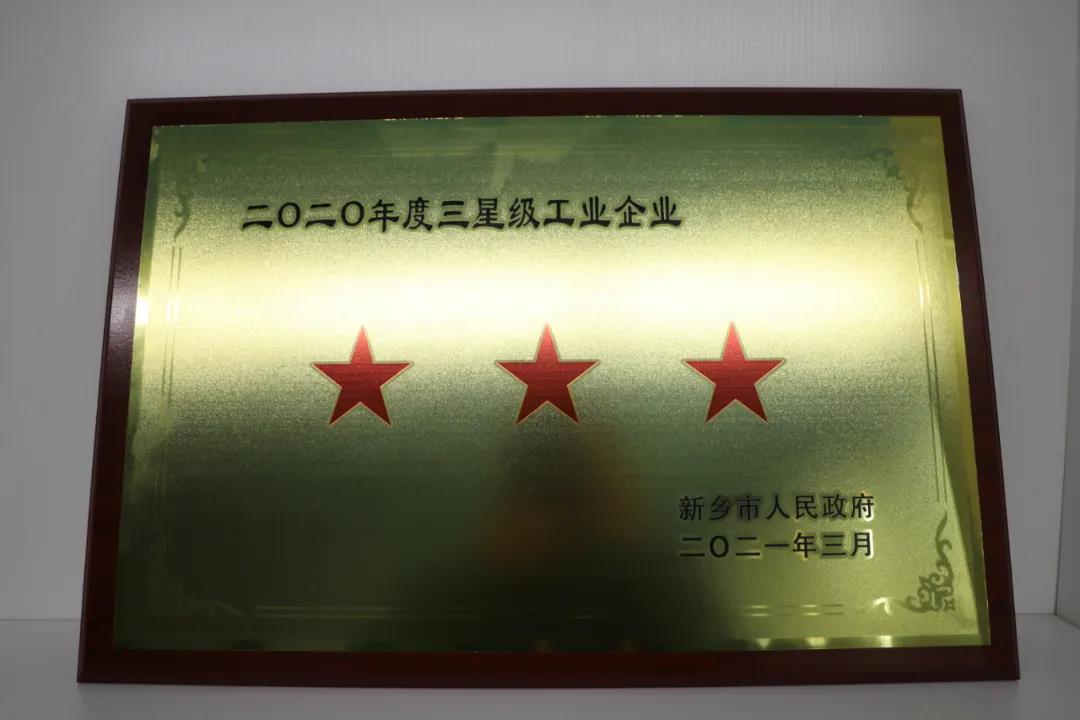 二〇二〇年度三星级工业企业
新乡市人民政府
二〇二一年三月